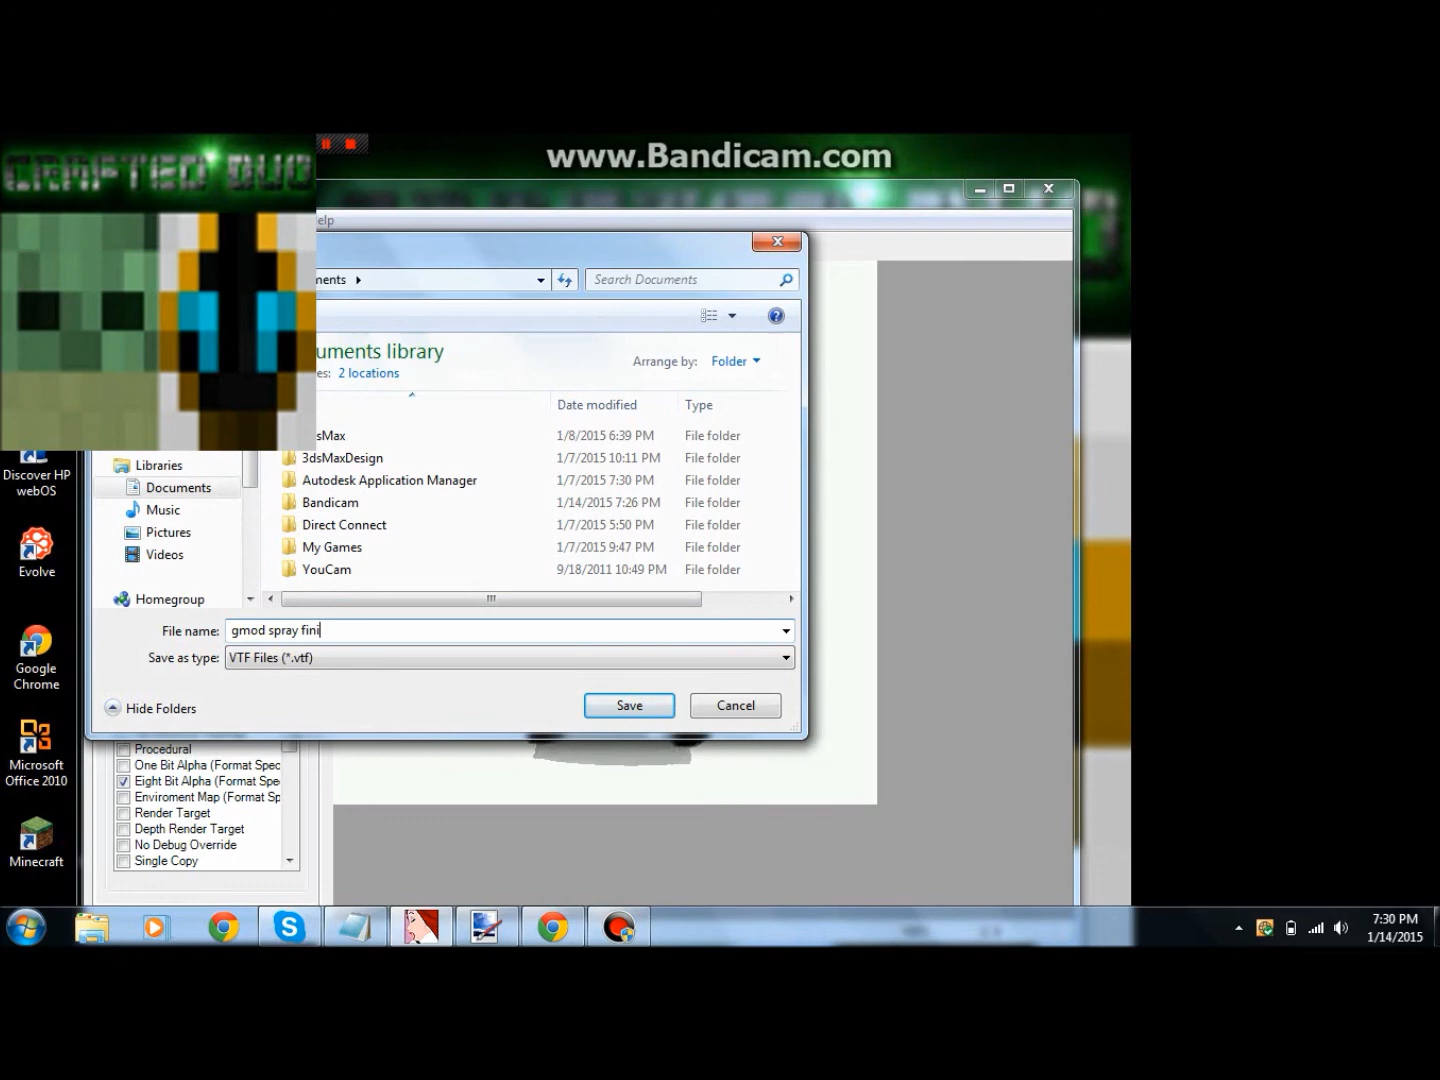 www.Bandicam.com
CRAFTED DUO
elp
ments
Search Documents
uments library
es: 2 locations
Arrange by: Folder
Date modified
Type
sMax
1/8/2015 6:39 PM
File folder
3dsMaxDesign
1/7/2015 10:11 PM
File folder
Autodesk Application Manager
1/7/2015 7:30 PM
File folder
Bandicam
1/14/2015 7:26 PM
File folder
Direct Connect
1/7/2015 5:50 PM
File folder
My Games
1/7/2015 9:47 PM
File folder
YouCam
9/18/2011 10:49 PM
File folder
Libraries
Documents
Music
Pictures
Videos
Homegroup
File name: gmod spray fini
Save as type: VTF Files (*.vtf)
Hide Folders
Save
Cancel
Procedural
One Bit Alpha (Format Spec
Eight Bit Alpha (Format Spe
Enviroment Map (Format Sp
Render Target
Depth Render Target
No Debug Override
Single Copy
Discover HP
webOS
Evolve
Google
Chrome
Microsoft
Office 2010
Minecraft
7:30 PM
1/14/2015